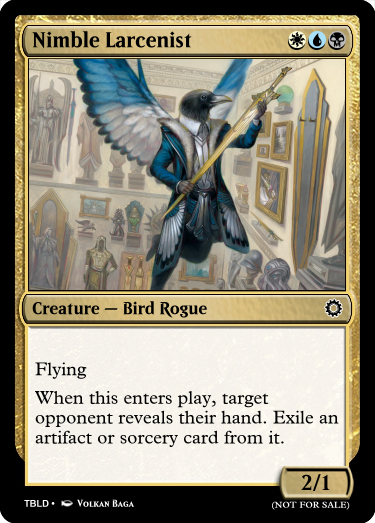 Nimble Larcenist
Creature — Bird Rogue
Flying
When this enters play, target
opponent reveals their hand. Exile an
artifact or sorcery card from it.
2/1
TBLD • Volkan Baga
(NOT FOR SALE)